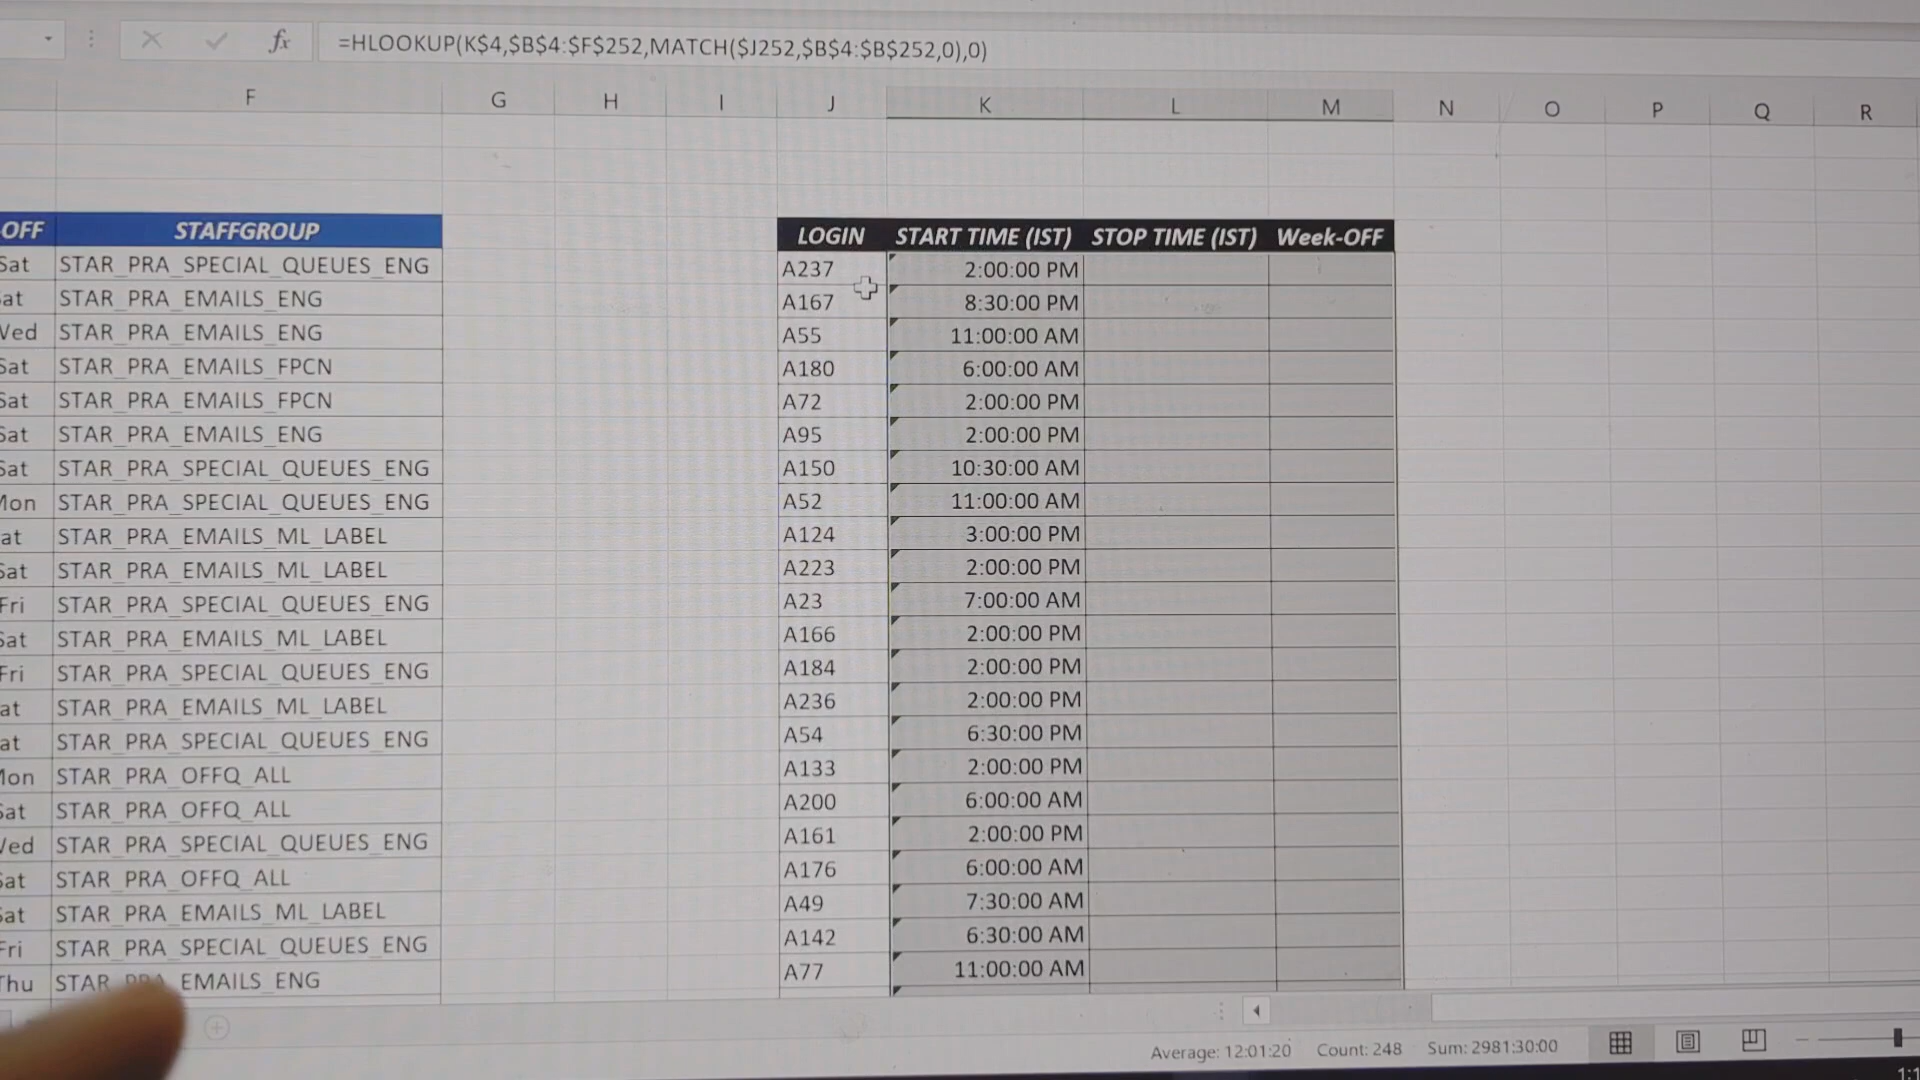 =HLOOKUP(K$4,$B$4:$F$252,MATCH($J252,$B$4:$B$252,0),0)
F G H I J K L M N O P Q R
OFF STAFFGROUP LOGIN START TIME (IST) STOP TIME (IST) Week-OFF
Sat STAR_PRA_SPECIAL_QUEUES_ENG A237 2:00:00 PM
at STAR_PRA_EMAILS_ENG A167 8:30:00 PM
Wed STAR_PRA_EMAILS_ENG A55 11:00:00 AM
Sat STAR_PRA_EMAILS_FPCN A180 6:00:00 AM
Sat STAR_PRA_EMAILS_FPCN A72 2:00:00 PM
Sat STAR_PRA_EMAILS_ENG A95 2:00:00 PM
Sat STAR_PRA_SPECIAL_QUEUES_ENG A150 10:30:00 AM
Mon STAR_PRA_SPECIAL_QUEUES_ENG A52 11:00:00 AM
at STAR_PRA_EMAILS_ML_LABEL A124 3:00:00 PM
Sat STAR_PRA_EMAILS_ML_LABEL A223 2:00:00 PM
Fri STAR_PRA_SPECIAL_QUEUES_ENG A23 7:00:00 AM
Sat STAR_PRA_EMAILS_ML_LABEL A166 2:00:00 PM
Fri STAR_PRA_SPECIAL_QUEUES_ENG A184 2:00:00 PM
at STAR_PRA_EMAILS_ML_LABEL A236 2:00:00 PM
at STAR_PRA_SPECIAL_QUEUES_ENG A54 6:30:00 PM
Mon STAR_PRA_OFFQ_ALL A133 2:00:00 PM
Sat STAR_PRA_OFFQ_ALL A200 6:00:00 AM
Wed STAR_PRA_SPECIAL_QUEUES_ENG A161 2:00:00 PM
Sat STAR_PRA_OFFQ_ALL A176 6:00:00 AM
Sat STAR_PRA_EMAILS_ML_LABEL A49 7:30:00 AM
Fri STAR_PRA_SPECIAL_QUEUES_ENG A142 6:30:00 AM
Thu STAR_PRA_EMAILS_ENG A77 11:00:00 AM
Average: 12:01:20 Count: 248 Sum: 2981:30:00